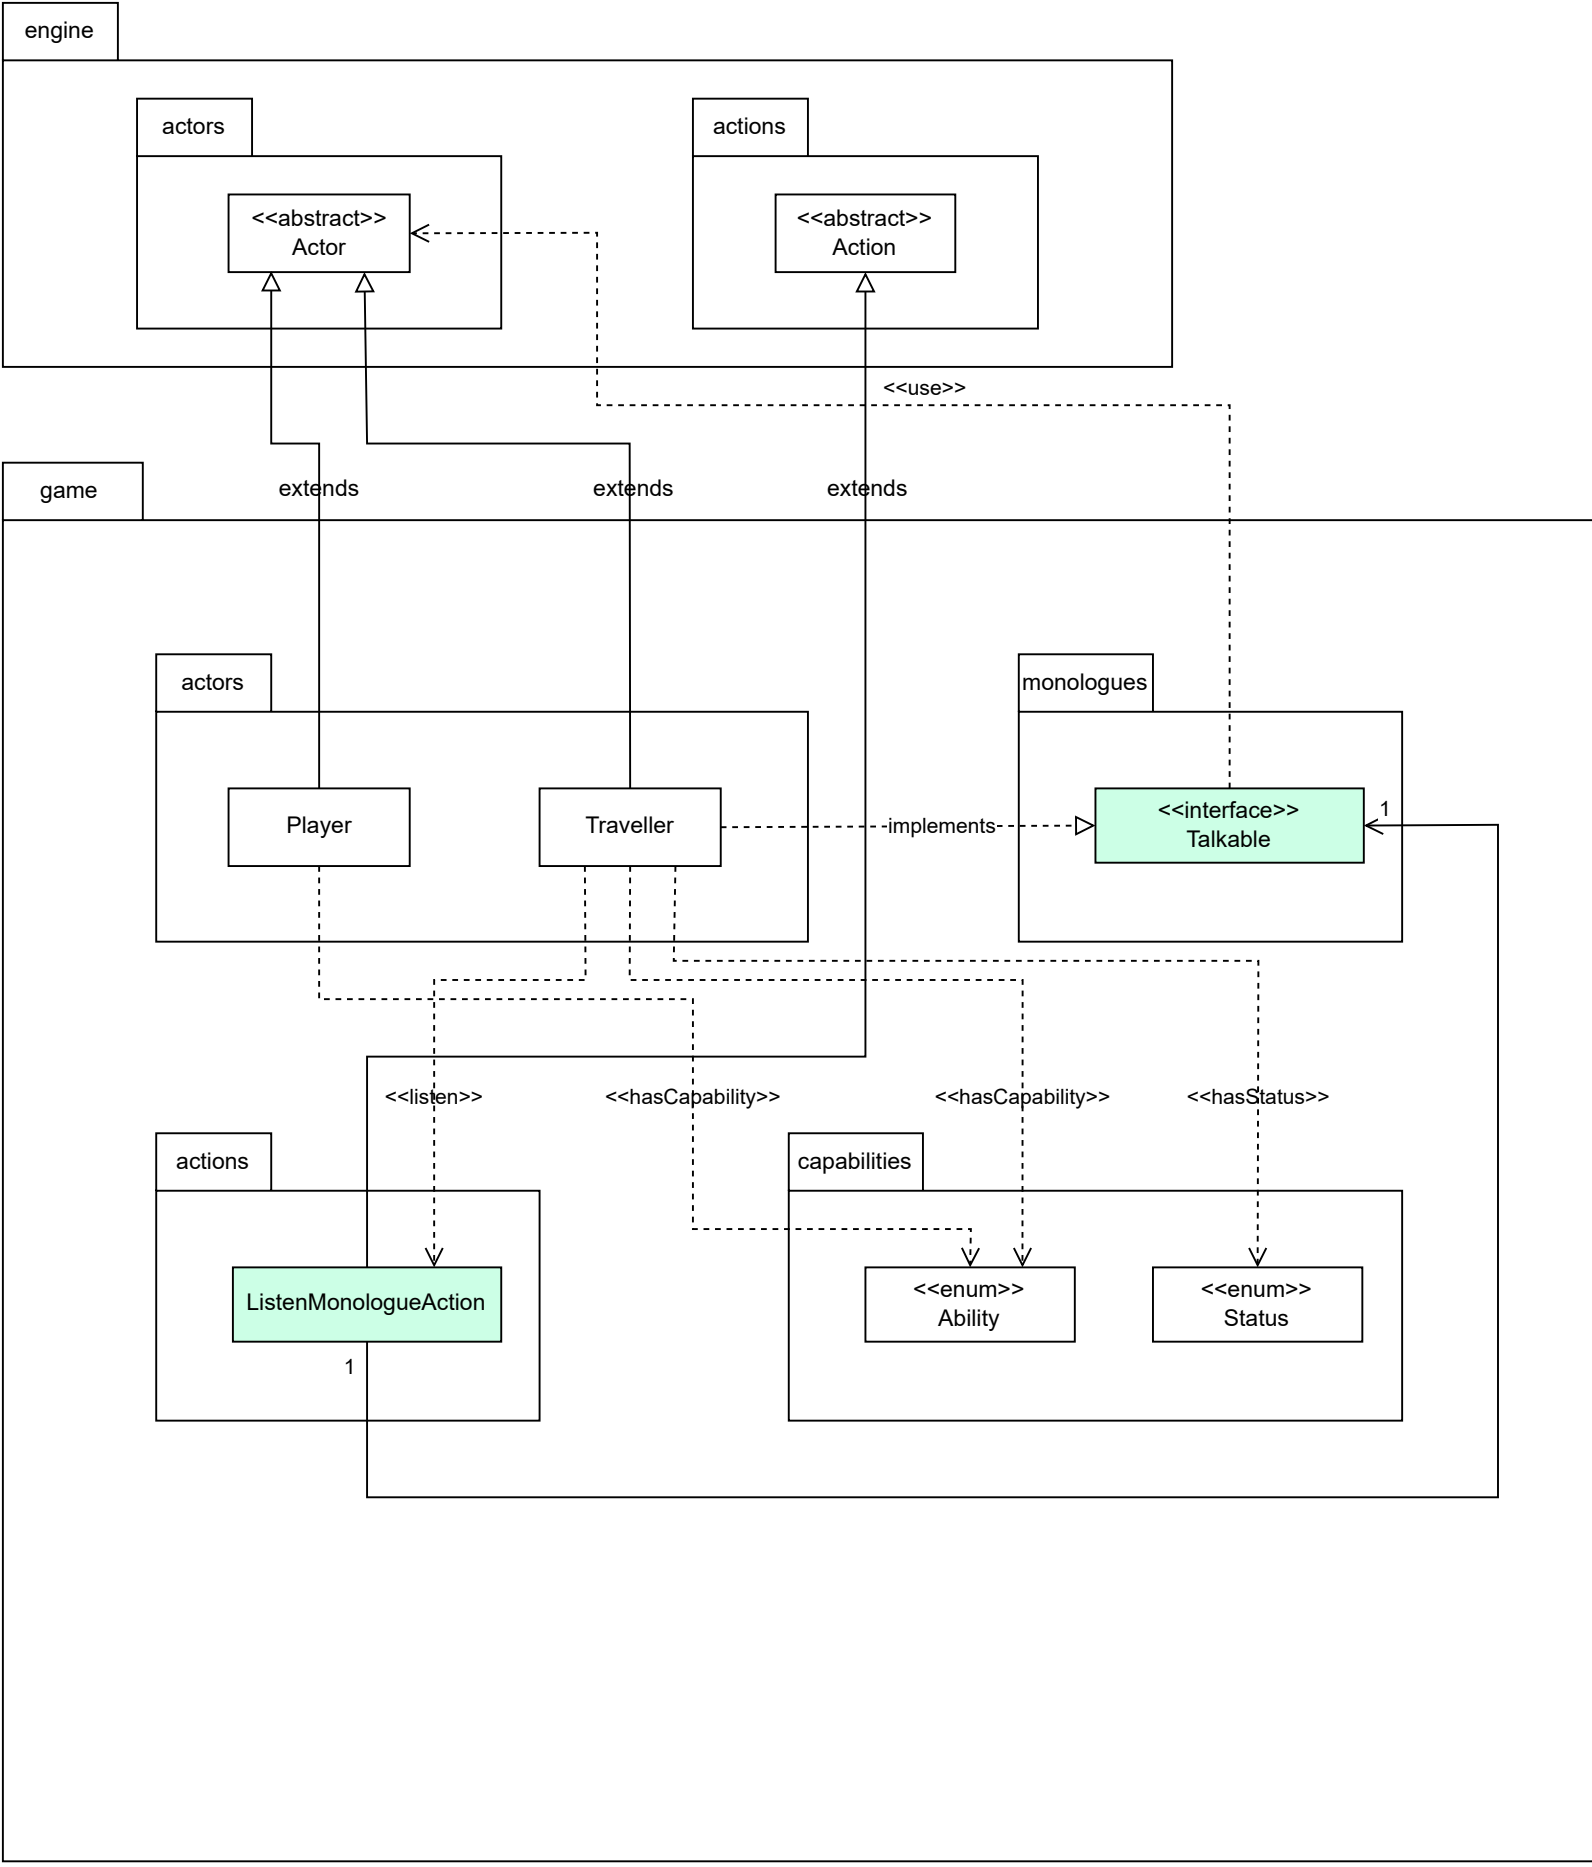 engine
actors
actions
<<abstract>>
Actor
<<abstract>>
Action
<<use>>
game
extends
extends
extends
actors
monologues
Player
Traveller
implements
<<interface>>
Talkable
1
<<listen>>
<<hasCapability>>
<<hasCapability>>
<<hasStatus>>
actions
capabilities
ListenMonologueAction
<<enum>>
Ability
<<enum>>
Status
1